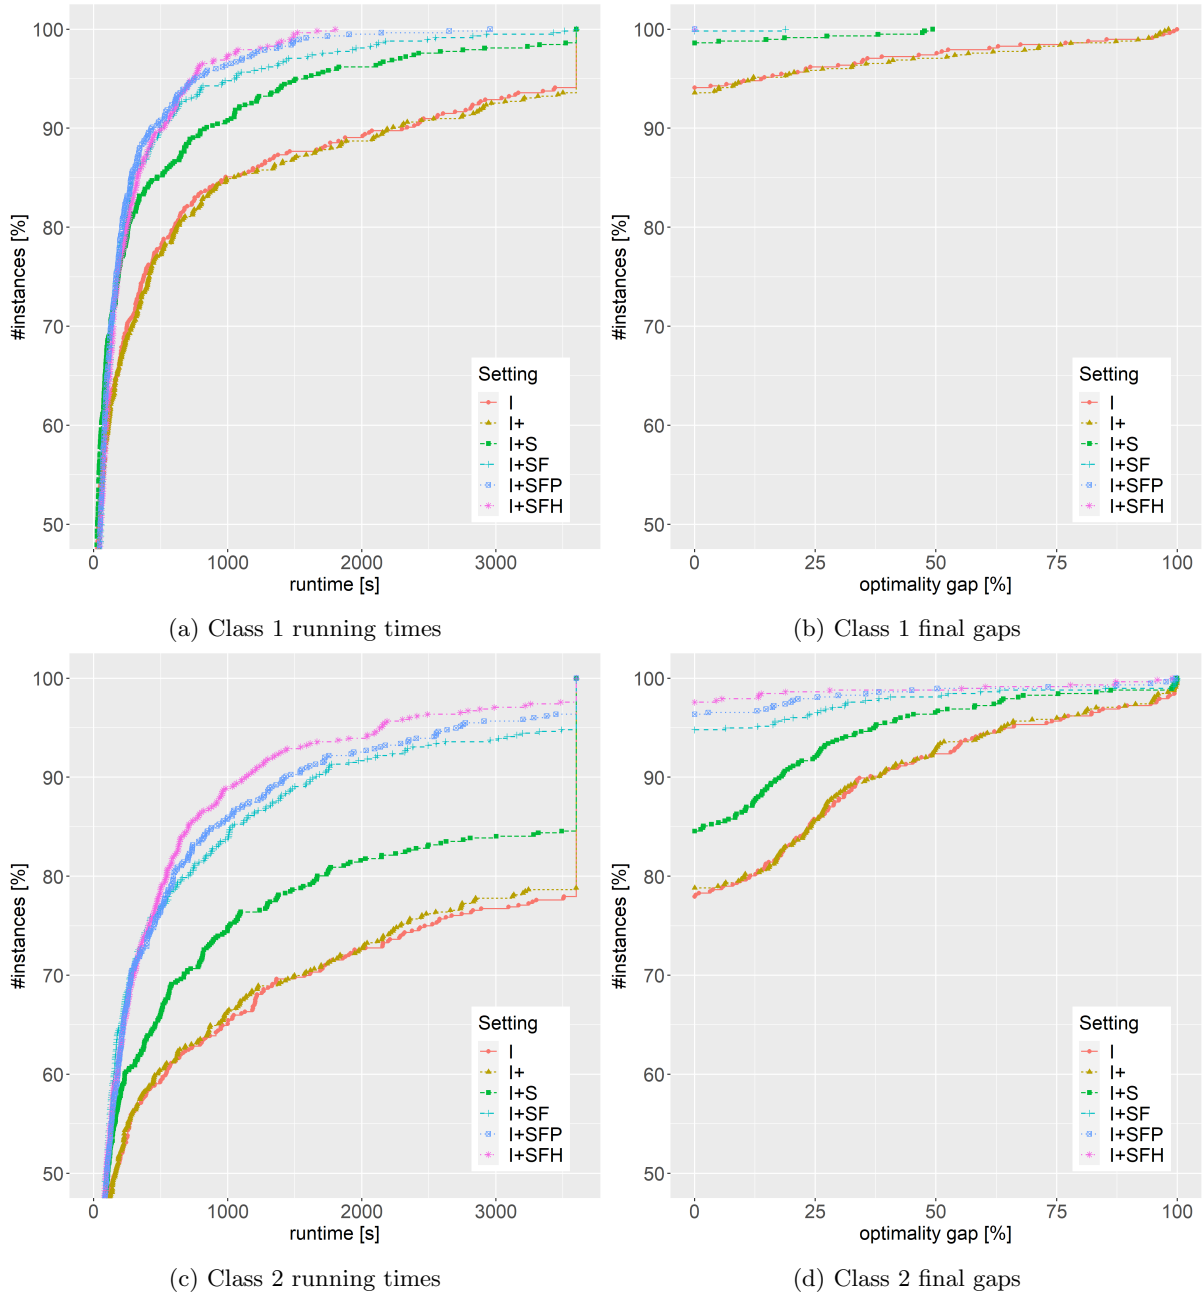 100
90
80
70
60
50
#instances [%]
0
1000
2000
3000
runtime [s]
Setting
I
I+
I+S
I+SF
I+SFP
I+SFH
(a) Class 1 running times
100
90
80
70
60
50
#instances [%]
0
25
50
75
100
optimality gap [%]
Setting
I
I+
I+S
I+SF
I+SFP
I+SFH
(b) Class 1 final gaps
100
90
80
70
60
50
#instances [%]
0
1000
2000
3000
runtime [s]
Setting
I
I+
I+S
I+SF
I+SFP
I+SFH
(c) Class 2 running times
100
90
80
70
60
50
#instances [%]
0
25
50
75
100
optimality gap [%]
Setting
I
I+
I+S
I+SF
I+SFP
I+SFH
(d) Class 2 final gaps